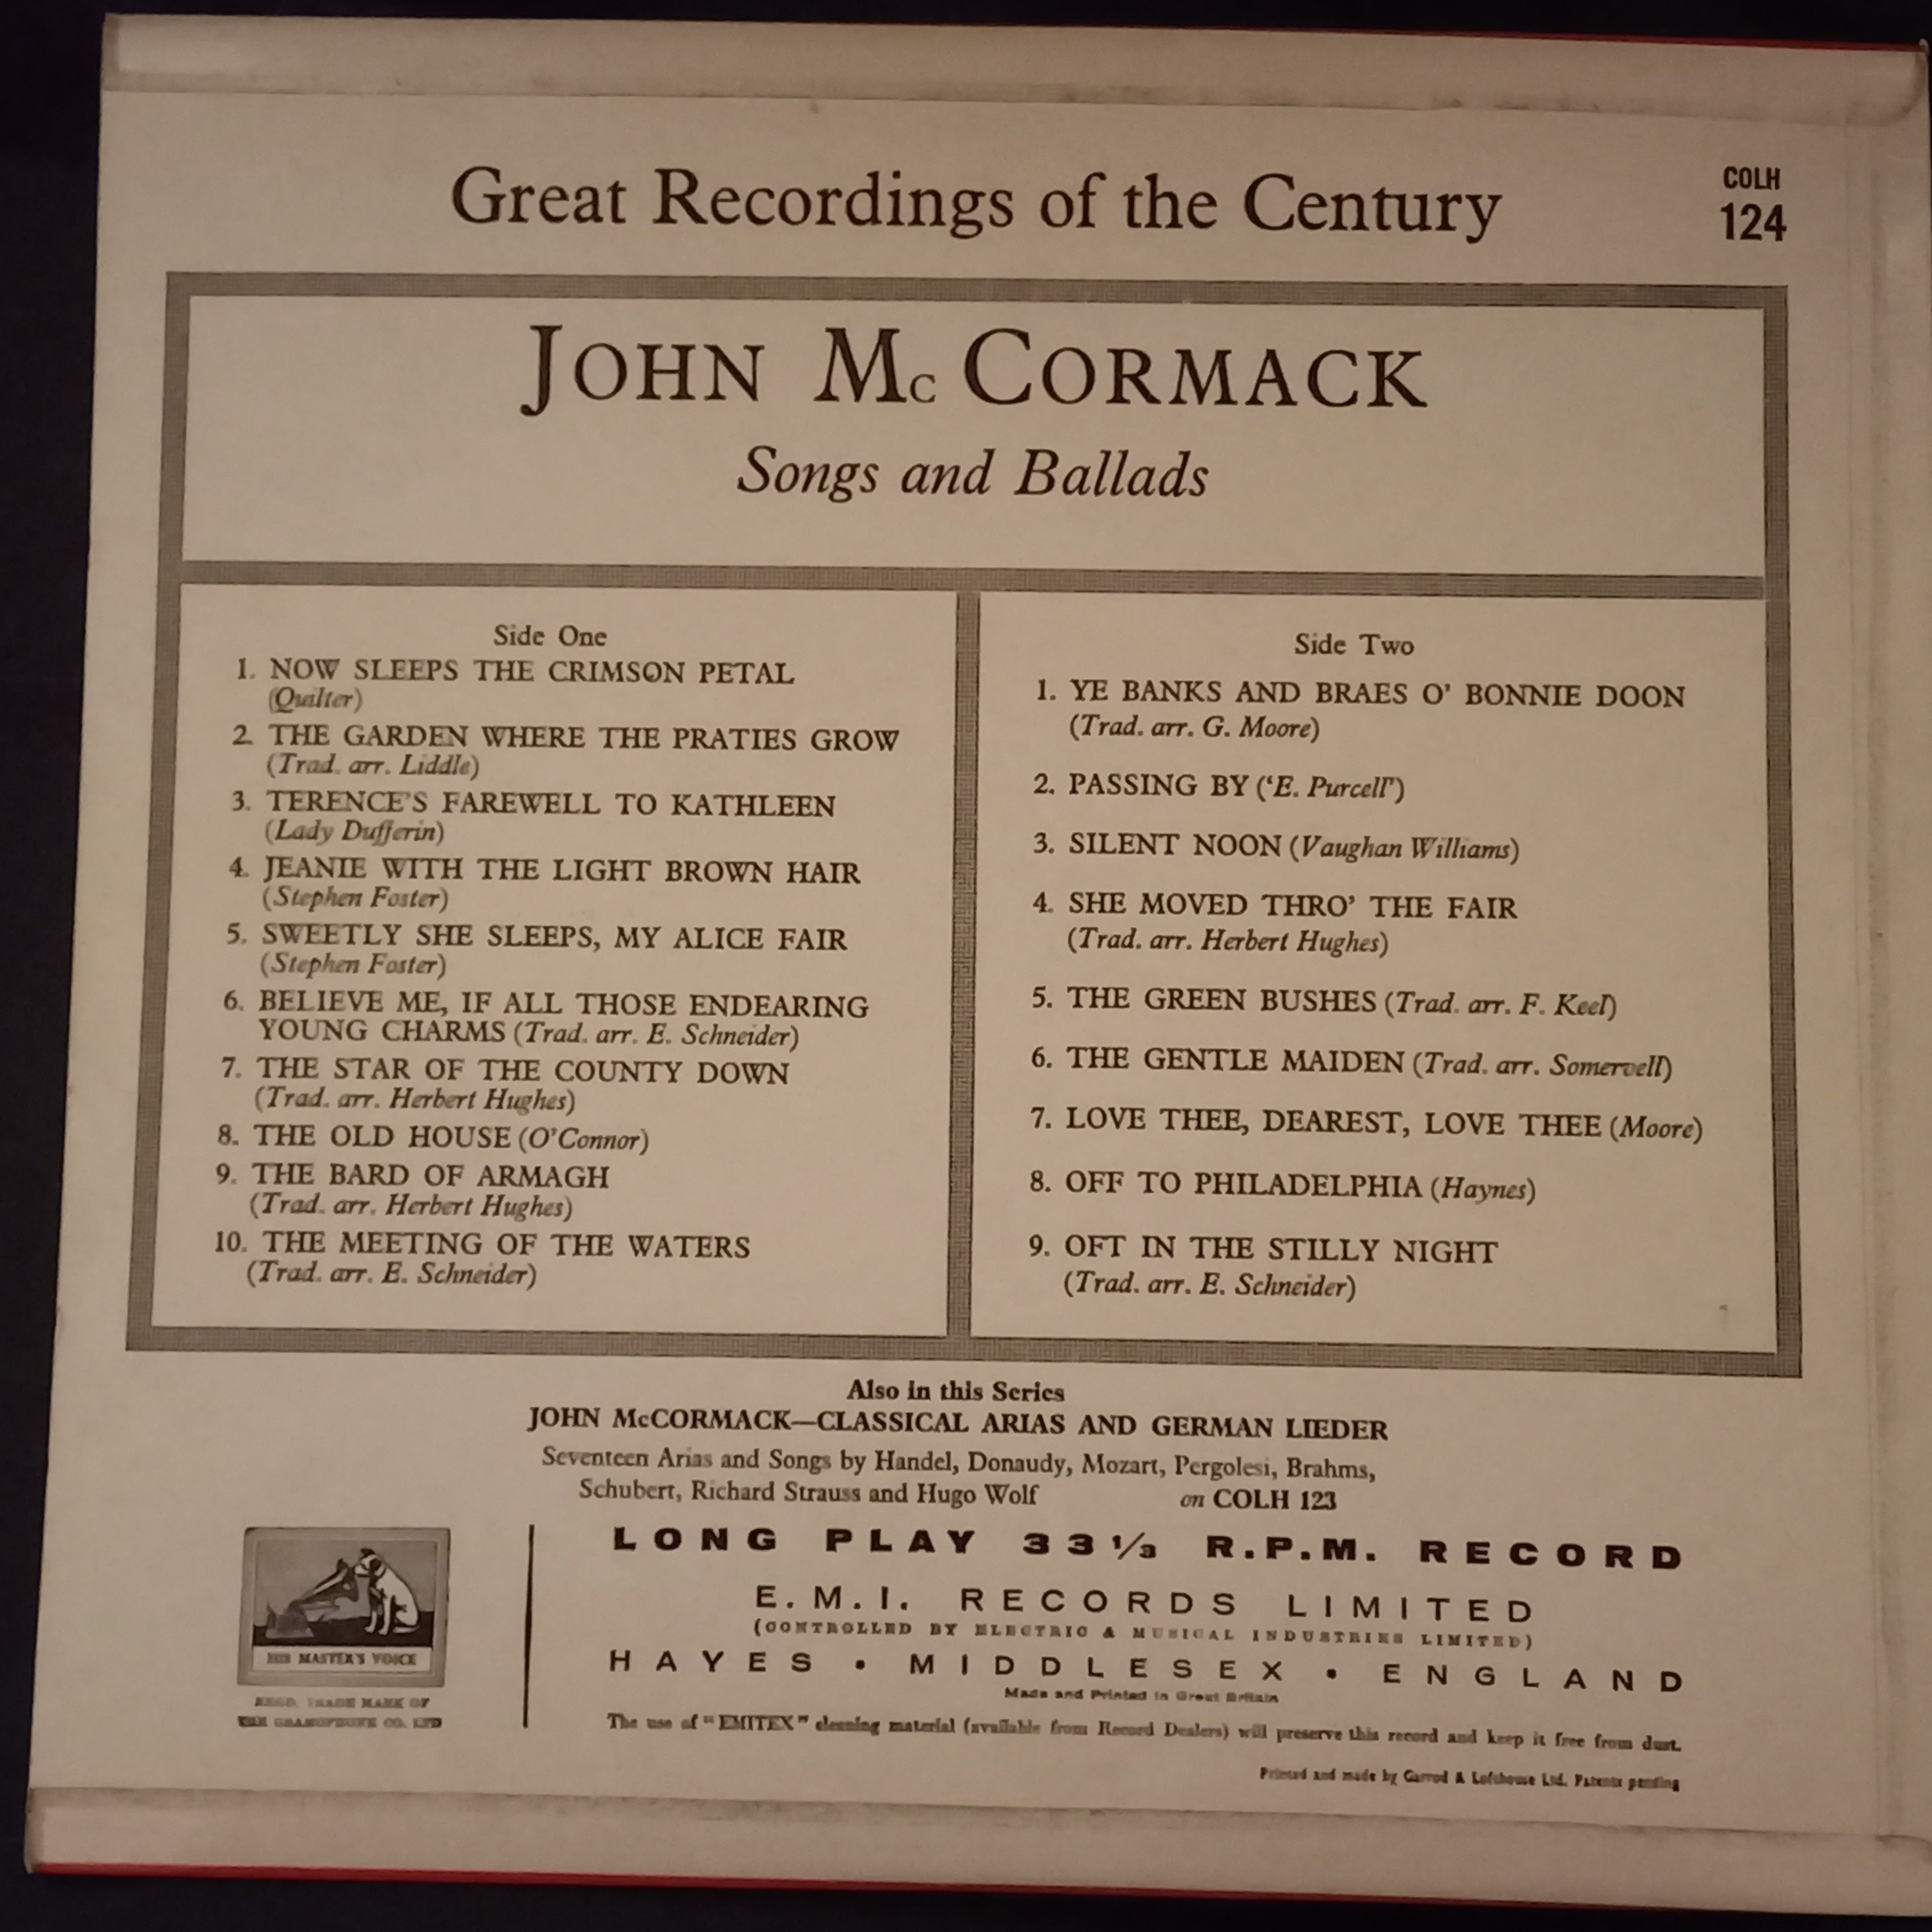 Great Recordings of the Century
COLH
124
JOHN Mc CORMACK
Songs and Ballads
Side One
1. NOW SLEEPS THE CRIMSON PETAL
(Quilter)
2. THE GARDEN WHERE THE PRATIES GROW
(Trad. arr. Liddle)
3. TERENCE'S FAREWELL TO KATHLEEN
(Lady Dufferin)
4. JEANIE WITH THE LIGHT BROWN HAIR
(Stephen Foster)
5. SWEETLY SHE SLEEPS, MY ALICE FAIR
(Stephen Foster)
6. BELIEVE ME, IF ALL THOSE ENDEARING
YOUNG CHARMS (Trad. arr. E. Schneider)
7. THE STAR OF THE COUNTY DOWN
(Trad. arr. Herbert Hughes)
8. THE OLD HOUSE (O'Connor)
9. THE BARD OF ARMAGH
(Trad. arr. Herbert Hughes)
10. THE MEETING OF THE WATERS
(Trad. arr. E. Schneider)
Side Two
1. YE BANKS AND BRAES O' BONNIE DOON
(Trad. arr. G. Moore)
2. PASSING BY ('E. Purcell')
3. SILENT NOON (Vaughan Williams)
4. SHE MOVED THRO' THE FAIR
(Trad. arr. Herbert Hughes)
5. THE GREEN BUSHES (Trad. arr. F. Keel)
6. THE GENTLE MAIDEN (Trad. arr. Somervell)
7. LOVE THEE, DEAREST, LOVE THEE (Moore)
8. OFF TO PHILADELPHIA (Haynes)
9. OFT IN THE STILLY NIGHT
(Trad. arr. E. Schneider)
Also in this Series
JOHN McCORMACK—CLASSICAL ARIAS AND GERMAN LIEDER
Seventeen Arias and Songs by Handel, Donaudy, Mozart, Pergolesi, Brahms,
Schubert, Richard Strauss and Hugo Wolf on COLH 123
HIS MASTER'S VOICE
REGD. TRADE MARK OF
THE GRAMOPHONE CO. LTD
LONG PLAY 33 1/3 R.P.M. RECORD
E.M.I. RECORDS LIMITED
(CONTROLLED BY ELECTRIC & MUSICAL INDUSTRIES LIMITED)
HAYES • MIDDLESEX • ENGLAND
Made and Printed in Great Britain
The use of "EMITEX" cleaning material (available from Record Dealers) will preserve this record and keep it free from dust.
Printed and made by Garrod & Lofthouse Ltd. Patents pending